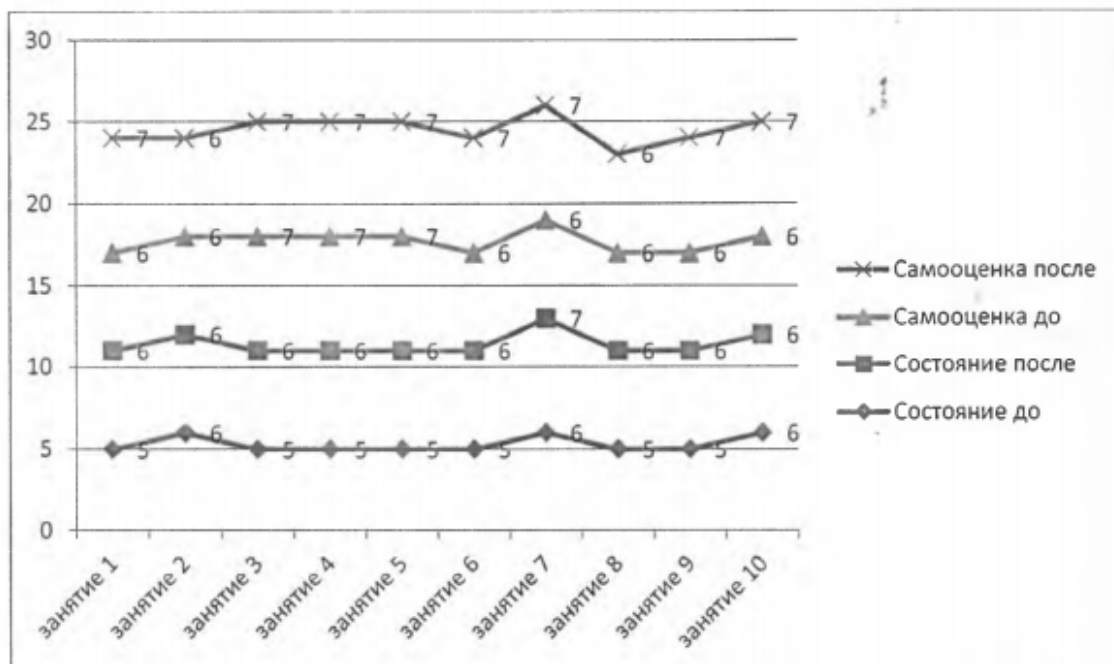 30
25
20
15
10
5
0
7 6 7 7 7 7 7 6 7 7
6 6 7 7 7 6 6 6 6 6
6 6 6 6 6 6 7 6 6 6
5 6 5 5 5 5 6 5 5 6
занятие 1
занятие 2
занятие 3
занятие 4
занятие 5
занятие 6
занятие 7
занятие 8
занятие 9
занятие 10
Самооценка после
Самооценка до
Состояние после
Состояние до